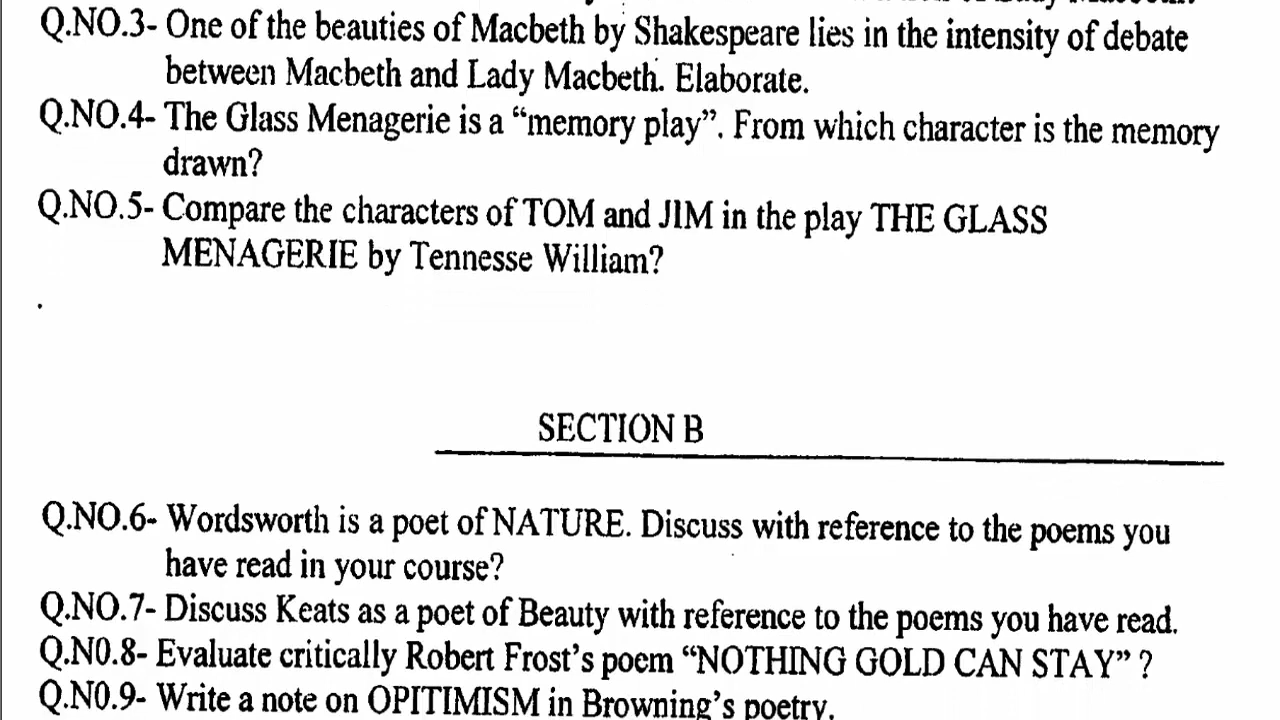 Q.NO.3- One of the beauties of Macbeth by Shakespeare lies in the intensity of debate
between Macbeth and Lady Macbeth. Elaborate.
Q.NO.4- The Glass Menagerie is a “memory play”. From which character is the memory
drawn?
Q.NO.5- Compare the characters of TOM and JIM in the play THE GLASS
MENAGERIE by Tennesse William?
SECTION B
Q.NO.6- Wordsworth is a poet of NATURE. Discuss with reference to the poems you
have read in your course?
Q.NO.7- Discuss Keats as a poet of Beauty with reference to the poems you have read.
Q.N0.8- Evaluate critically Robert Frost’s poem “NOTHING GOLD CAN STAY” ?
Q.N0.9- Write a note on OPITIMISM in Browning’s poetry.